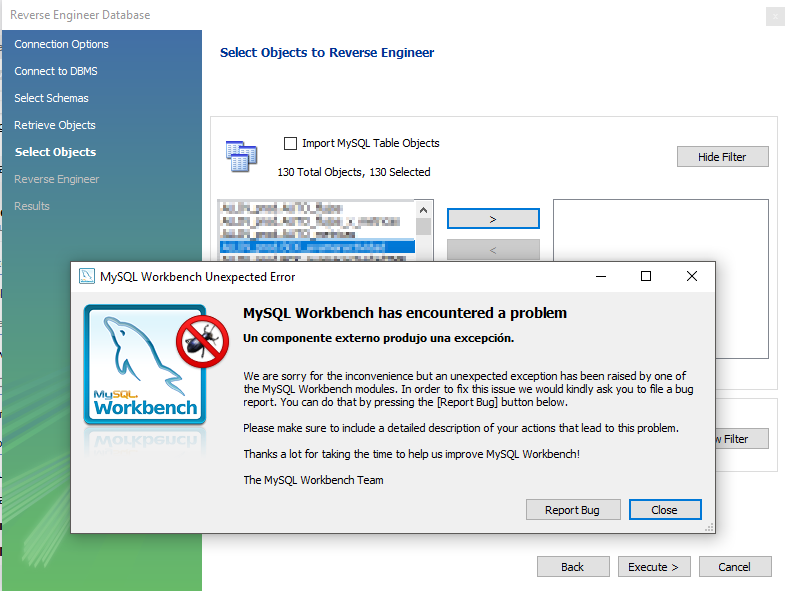 Reverse Engineer Database
Connection Options
Connect to DBMS
Select Schemas
Retrieve Objects
Select Objects
Reverse Engineer
Results
Select Objects to Reverse Engineer
Import MySQL Table Objects
130 Total Objects, 130 Selected
Hide Filter
>
<
MySQL Workbench Unexpected Error
MySQL
Workbench
MySQL Workbench has encountered a problem
Un componente externo produjo una excepción.
We are sorry for the inconvenience but an unexpected exception has been raised by one of
the MySQL Workbench modules. In order to fix this issue we would kindly ask you to file a bug
report. You can do that by pressing the [Report Bug] button below.
Please make sure to include a detailed description of your actions that lead to this problem.
Thanks a lot for taking the time to help us improve MySQL Workbench!
The MySQL Workbench Team
Report Bug
Close
w Filter
Back
Execute >
Cancel